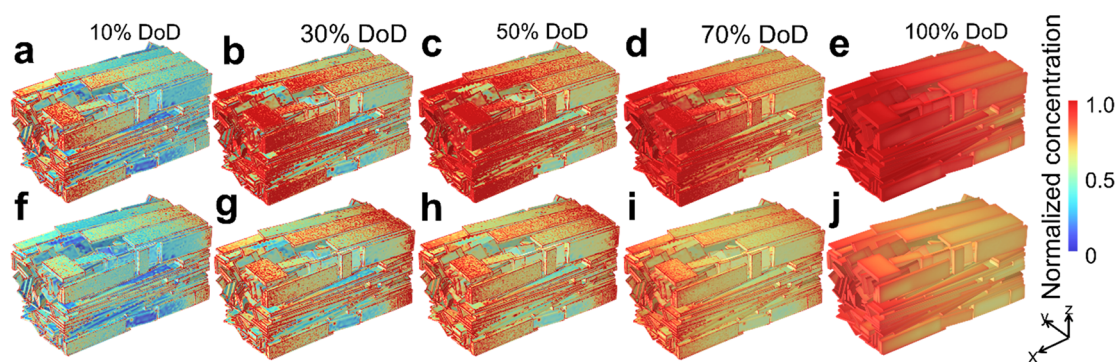 10% DoD
30% DoD
50% DoD
70% DoD
100% DoD
a
b
c
d
e
f
g
h
i
j
Normalized concentration
1.0
0.5
0
y
z
x